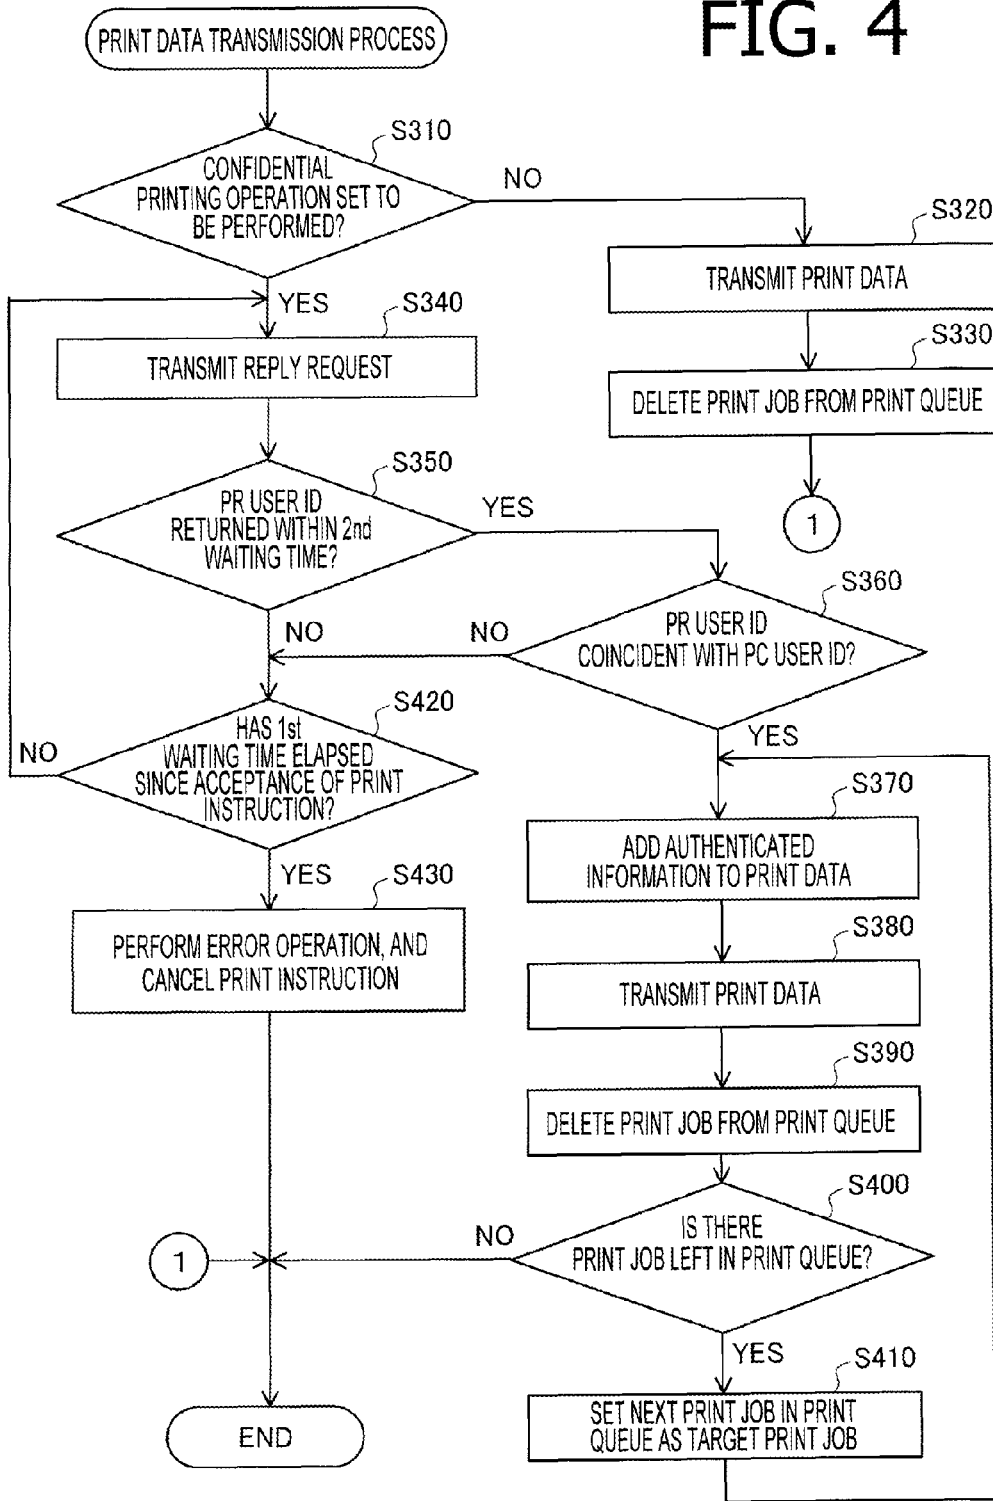 FIG. 4
PRINT DATA TRANSMISSION PROCESS
S310
CONFIDENTIAL
PRINTING OPERATION SET TO
BE PERFORMED?
NO
YES
S320
TRANSMIT PRINT DATA
S330
DELETE PRINT JOB FROM PRINT QUEUE
1
S340
TRANSMIT REPLY REQUEST
S350
PR USER ID
RETURNED WITHIN 2nd
WAITING TIME?
YES
NO
S360
PR USER ID
COINCIDENT WITH PC USER ID?
NO
YES
S420
HAS 1st
WAITING TIME ELAPSED
SINCE ACCEPTANCE OF PRINT
INSTRUCTION?
NO
YES
S430
PERFORM ERROR OPERATION, AND
CANCEL PRINT INSTRUCTION
S370
ADD AUTHENTICATED
INFORMATION TO PRINT DATA
S380
TRANSMIT PRINT DATA
S390
DELETE PRINT JOB FROM PRINT QUEUE
S400
IS THERE
PRINT JOB LEFT IN PRINT QUEUE?
NO
YES
1
S410
SET NEXT PRINT JOB IN PRINT
QUEUE AS TARGET PRINT JOB
END